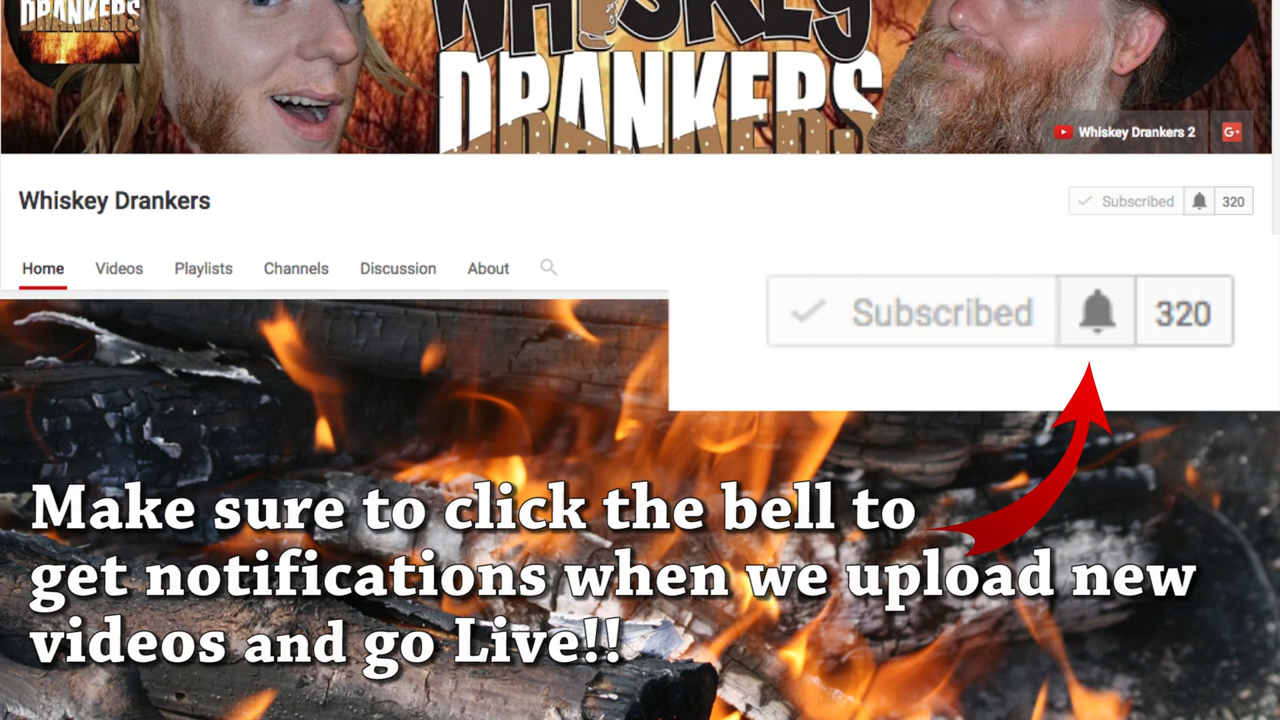 DRANKERS
WHISKEY
DRANKERS
Whiskey Drankers 2 G+
Whiskey Drankers
Subscribed 320
Home Videos Playlists Channels Discussion About
Subscribed 320
Make sure to click the bell to
get notifications when we upload new
videos and go Live!!